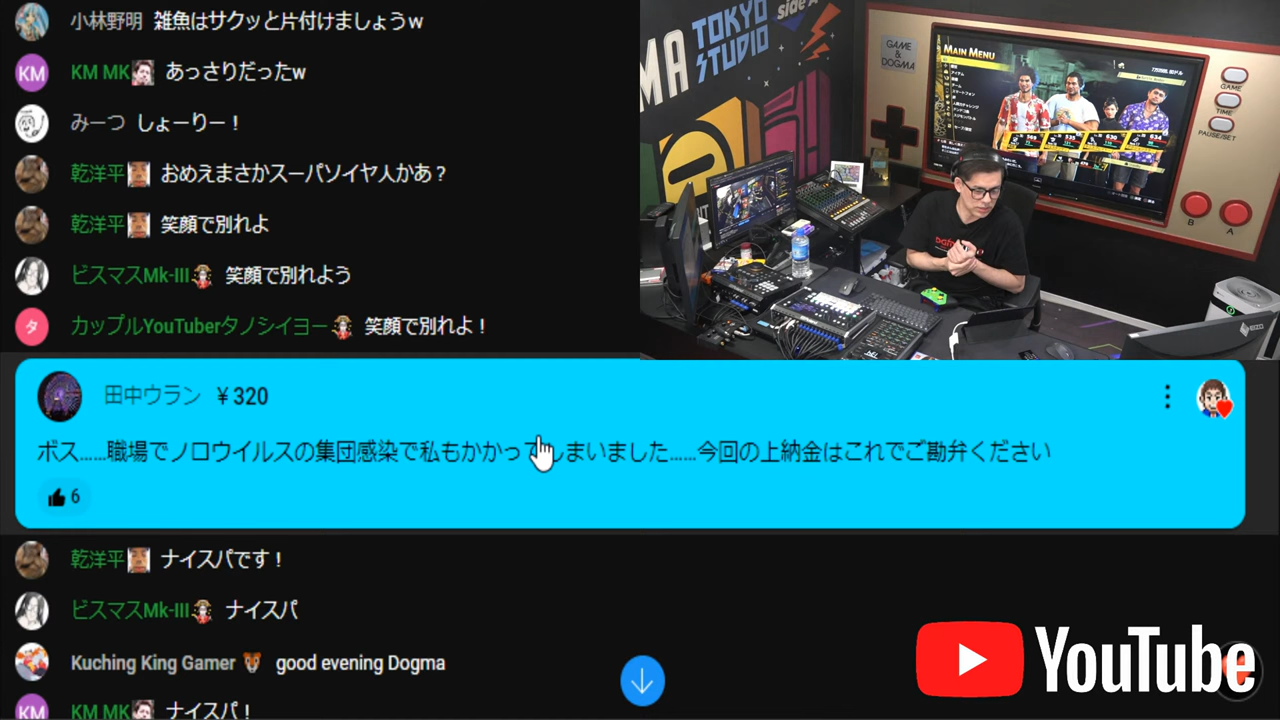 小林野明 雑魚はサクッと片付けましょうw
KM KM MK あっさりだったw
みーつ しょーりー！
乾洋平 おめえまさかスーパソイヤ人かあ？
乾洋平 笑顔で別れよ
ビスマスMk-III 笑顔で別れよう
タ カップルYouTuberタノシイヨー 笑顔で別れよ！
田中ウラン ￥320
ボス……職場でノロウイルスの集団感染で私もかかってしまいました……今回の上納金はこれでご勘弁ください
6
乾洋平 ナイスパです！
ビスマスMk-III ナイスパ
Kuching King Gamer good evening Dogma
KM KM MK ナイスパ！
MA TOKYO STUDIO side A
GAME & DOGMA
MAIN MENU
569 535 630 634
GAME
TIME
PAUSE/SET
B A
YouTube